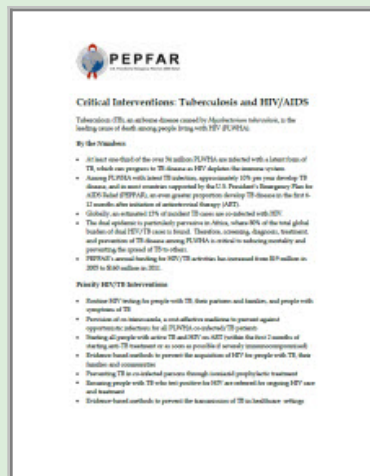 PEPFAR
Critical Interventions: Tuberculosis and HIV/AIDS
Tuberculosis (TB), an airborne disease caused by Mycobacterium tuberculosis, is the
leading cause of death among people living with HIV (PLWHA).
By the Numbers:
• At least one-third of the over 34 million PLWHA are infected with a latent form of
TB, which can progress to TB disease as HIV depletes the immune system
• Among PLWHA with latent TB infection, approximately 10% per year develop TB
disease, and in most countries supported by the U.S. President's Emergency Plan for
AIDS Relief (PEPFAR), an even greater proportion develop TB disease in the first 6-
12 months after initiation of antiretroviral therapy (ART).
• Globally, an estimated 13% of incident TB cases are co-infected with HIV.
• The dual epidemic is particularly pervasive in Africa, where 80% of the total global
burden of dual HIV/TB cases is found. Therefore, screening, diagnosis, treatment,
and prevention of TB disease among PLWHA is critical to reducing mortality and
preventing the spread of TB to others.
• PEPFAR's annual funding for HIV/TB activities has increased from $19 million in
2005 to $160 million in 2011.
Priority HIV/TB Interventions
• Routine HIV testing for people with TB, their partners and families, and people with
symptoms of TB
• Provision of co-trimoxazole, a cost-effective medicine to prevent against
opportunistic infections for all PLWHA co-infected/TB patients
• Starting all people with active TB and HIV on ART (within the first 2 months of
starting anti-TB treatment or as soon as possible if severely immunocompromised)
• Evidence-based methods to prevent the acquisition of HIV for people with TB, their
families and communities
• Preventing TB in co-infected persons through isoniazid prophylactic treatment
• Ensuring people with TB who test positive for HIV are referred for ongoing HIV care
and treatment
• Evidence-based methods to prevent the transmission of TB in healthcare settings